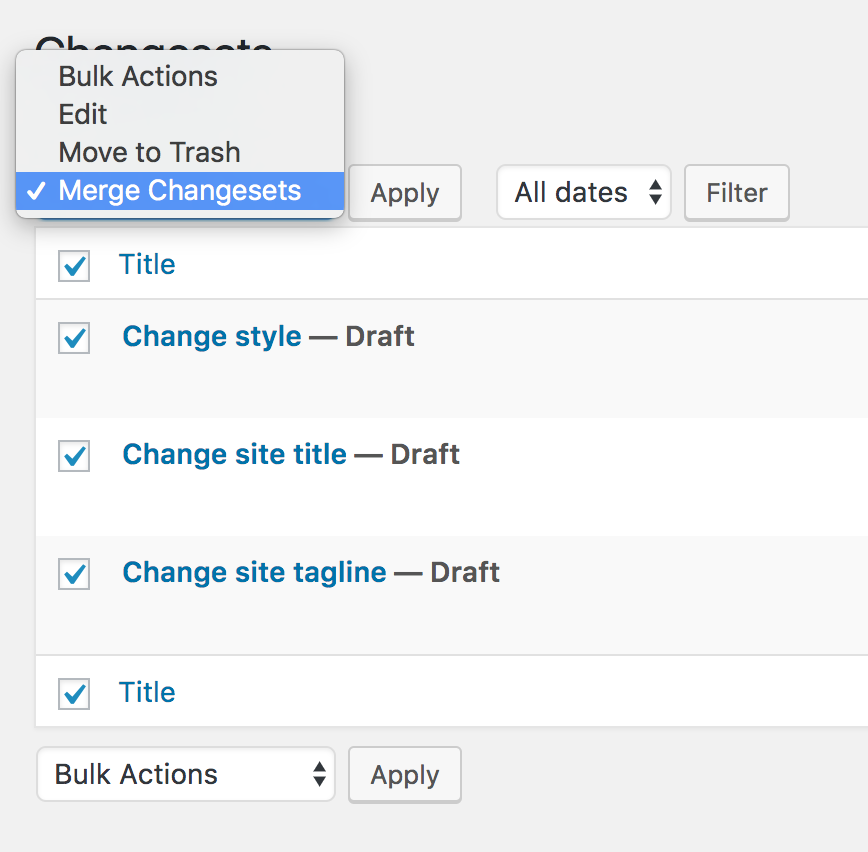 Changesets
Bulk Actions
Edit
Move to Trash
Merge Changesets
Apply
All dates
Filter
Title
Change style — Draft
Change site title — Draft
Change site tagline — Draft
Title
Bulk Actions
Apply